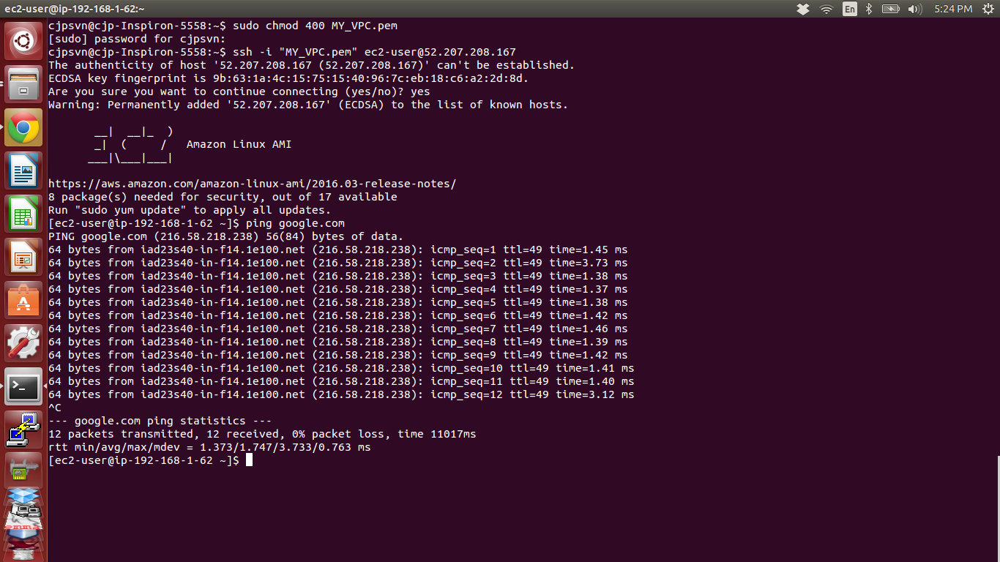 ec2-user@ip-192-168-1-62:~
En
5:24 PM
cjpsvn@cjp-Inspiron-5558:~$ sudo chmod 400 MY_VPC.pem
[sudo] password for cjpsvn:
cjpsvn@cjp-Inspiron-5558:~$ ssh -i "MY_VPC.pem" ec2-user@52.207.208.167
The authenticity of host '52.207.208.167 (52.207.208.167)' can't be established.
ECDSA key fingerprint is 9b:63:1a:4c:15:75:15:40:96:7c:eb:18:c6:a2:2d:8d.
Are you sure you want to continue connecting (yes/no)? yes
Warning: Permanently added '52.207.208.167' (ECDSA) to the list of known hosts.
       __|  __|_  )
       _|  (     /   Amazon Linux AMI
      ___|\___|___|
https://aws.amazon.com/amazon-linux-ami/2016.03-release-notes/
8 package(s) needed for security, out of 17 available
Run "sudo yum update" to apply all updates.
[ec2-user@ip-192-168-1-62 ~]$ ping google.com
PING google.com (216.58.218.238) 56(84) bytes of data.
64 bytes from iad23s40-in-f14.1e100.net (216.58.218.238): icmp_seq=1 ttl=49 time=1.45 ms
64 bytes from iad23s40-in-f14.1e100.net (216.58.218.238): icmp_seq=2 ttl=49 time=3.73 ms
64 bytes from iad23s40-in-f14.1e100.net (216.58.218.238): icmp_seq=3 ttl=49 time=1.38 ms
64 bytes from iad23s40-in-f14.1e100.net (216.58.218.238): icmp_seq=4 ttl=49 time=1.37 ms
64 bytes from iad23s40-in-f14.1e100.net (216.58.218.238): icmp_seq=5 ttl=49 time=1.38 ms
64 bytes from iad23s40-in-f14.1e100.net (216.58.218.238): icmp_seq=6 ttl=49 time=1.42 ms
64 bytes from iad23s40-in-f14.1e100.net (216.58.218.238): icmp_seq=7 ttl=49 time=1.46 ms
64 bytes from iad23s40-in-f14.1e100.net (216.58.218.238): icmp_seq=8 ttl=49 time=1.39 ms
64 bytes from iad23s40-in-f14.1e100.net (216.58.218.238): icmp_seq=9 ttl=49 time=1.42 ms
64 bytes from iad23s40-in-f14.1e100.net (216.58.218.238): icmp_seq=10 ttl=49 time=1.41 ms
64 bytes from iad23s40-in-f14.1e100.net (216.58.218.238): icmp_seq=11 ttl=49 time=1.40 ms
64 bytes from iad23s40-in-f14.1e100.net (216.58.218.238): icmp_seq=12 ttl=49 time=3.12 ms
^C
--- google.com ping statistics ---
12 packets transmitted, 12 received, 0% packet loss, time 11017ms
rtt min/avg/max/mdev = 1.373/1.747/3.733/0.763 ms
[ec2-user@ip-192-168-1-62 ~]$